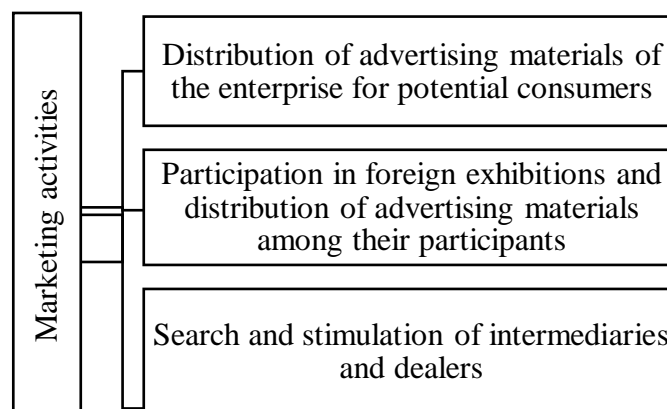 Marketing activities
Distribution of advertising materials of
the enterprise for potential consumers
Participation in foreign exhibitions and
distribution of advertising materials
among their participants
Search and stimulation of intermediaries
and dealers